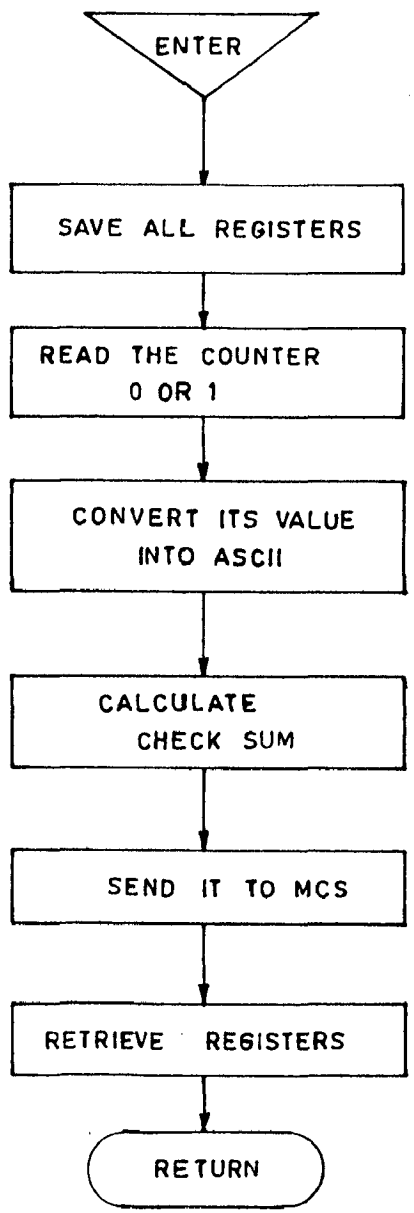 ENTER
SAVE ALL REGISTERS
READ THE COUNTER
0 OR 1
CONVERT ITS VALUE
INTO ASCII
CALCULATE
CHECK SUM
SEND IT TO MCS
RETRIEVE REGISTERS
RETURN